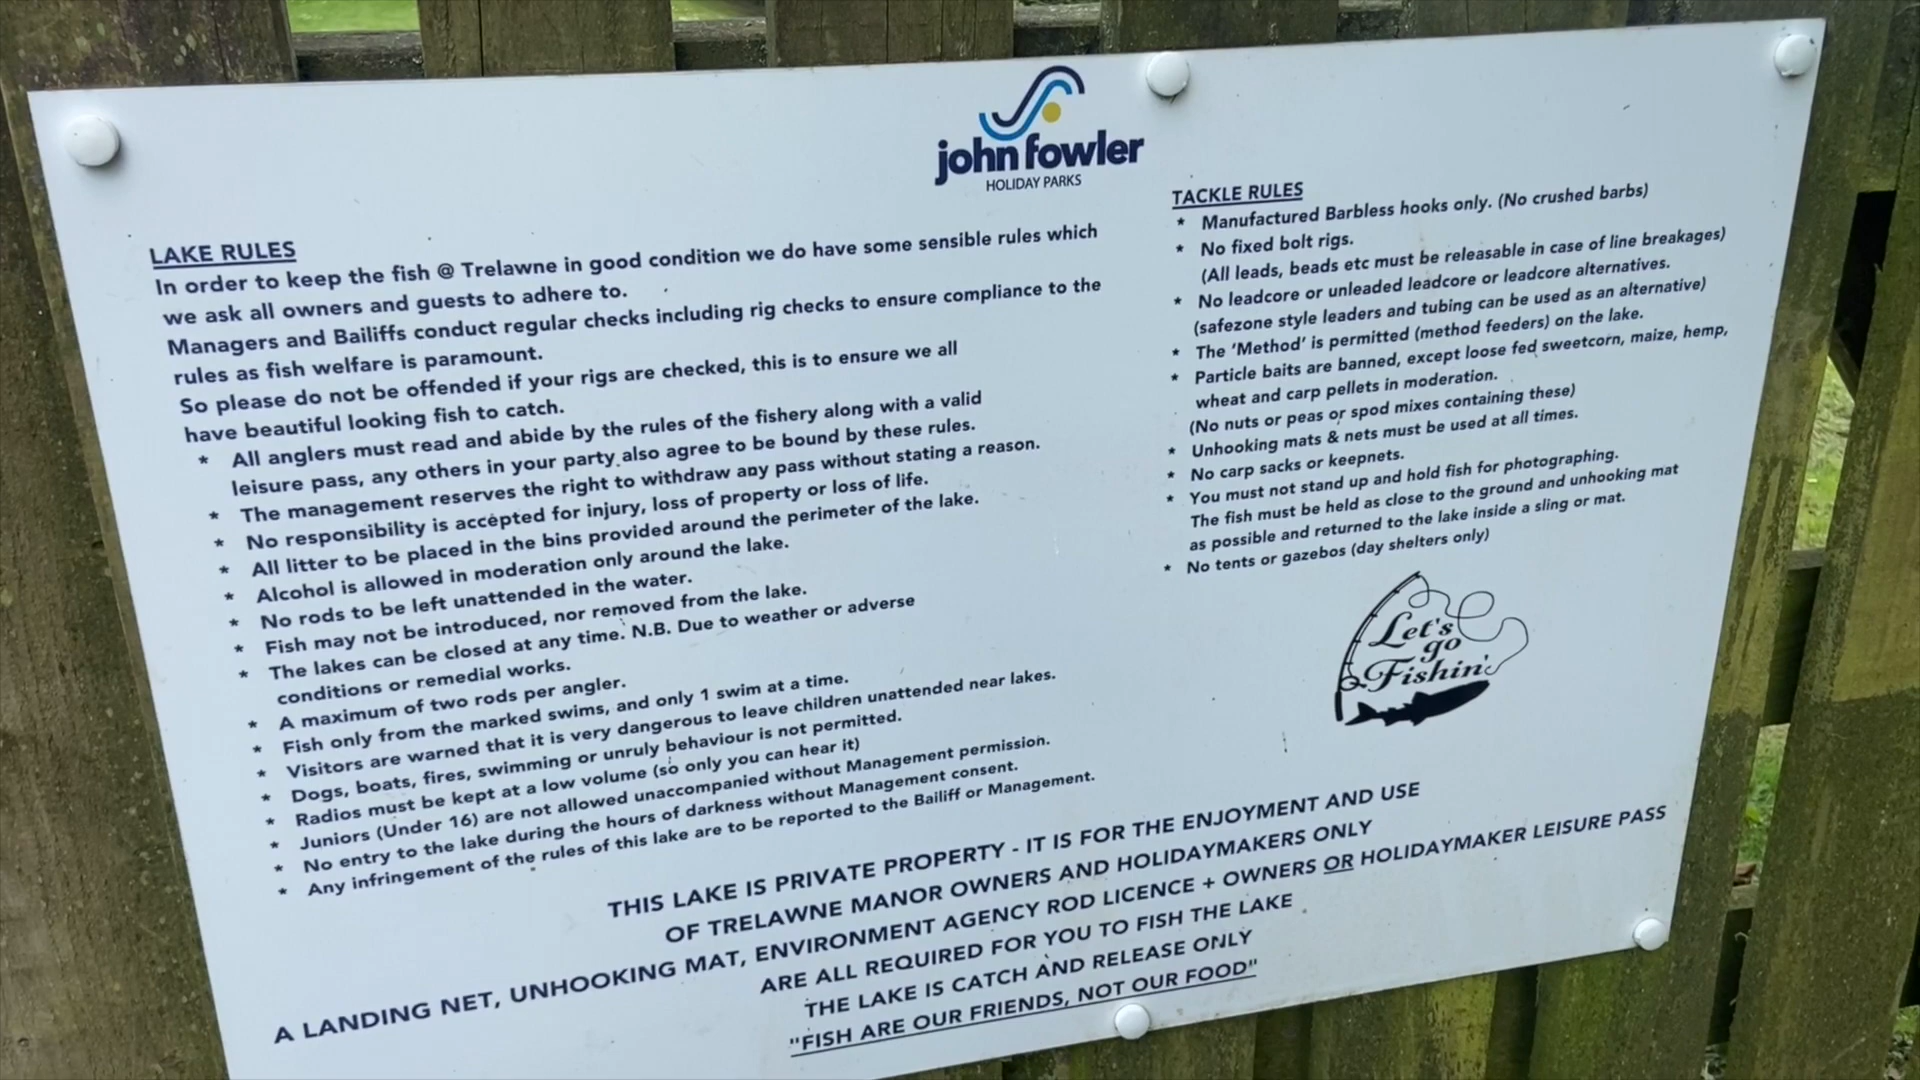 john fowler
HOLIDAY PARKS
LAKE RULES
In order to keep the fish @ Trelawne in good condition we do have some sensible rules which
we ask all owners and guests to adhere to.
Managers and Bailiffs conduct regular checks including rig checks to ensure compliance to the
rules as fish welfare is paramount.
So please do not be offended if your rigs are checked, this is to ensure we all
have beautiful looking fish to catch.
* All anglers must read and abide by the rules of the fishery along with a valid
leisure pass, any others in your party also agree to be bound by these rules.
* The management reserves the right to withdraw any pass without stating a reason.
* No responsibility is accepted for injury, loss of property or loss of life.
* All litter to be placed in the bins provided around the perimeter of the lake.
* Alcohol is allowed in moderation only around the lake.
* No rods to be left unattended in the water.
* Fish may not be introduced, nor removed from the lake.
* The lakes can be closed at any time. N.B. Due to weather or adverse
conditions or remedial works.
* A maximum of two rods per angler.
* Fish only from the marked swims, and only 1 swim at a time.
* Visitors are warned that it is very dangerous to leave children unattended near lakes.
* Dogs, boats, fires, swimming or unruly behaviour is not permitted.
* Radios must be kept at a low volume (so only you can hear it)
* Juniors (Under 16) are not allowed unaccompanied without Management permission.
* No entry to the lake during the hours of darkness without Management consent.
* Any infringement of the rules of this lake are to be reported to the Bailiff or Management.
TACKLE RULES
* Manufactured Barbless hooks only. (No crushed barbs)
* No fixed bolt rigs.
(All leads, beads etc must be releasable in case of line breakages)
* No leadcore or unleaded leadcore or leadcore alternatives.
(safezone style leaders and tubing can be used as an alternative)
* The 'Method' is permitted (method feeders) on the lake.
* Particle baits are banned, except loose fed sweetcorn, maize, hemp,
wheat and carp pellets in moderation.
(No nuts or peas or spod mixes containing these)
* Unhooking mats & nets must be used at all times.
* No carp sacks or keepnets.
* You must not stand up and hold fish for photographing.
The fish must be held as close to the ground and unhooking mat
as possible and returned to the lake inside a sling or mat.
* No tents or gazebos (day shelters only)
Let's
go
Fishin'
THIS LAKE IS PRIVATE PROPERTY - IT IS FOR THE ENJOYMENT AND USE
OF TRELAWNE MANOR OWNERS AND HOLIDAYMAKERS ONLY
A LANDING NET, UNHOOKING MAT, ENVIRONMENT AGENCY ROD LICENCE + OWNERS OR HOLIDAYMAKER LEISURE PASS
ARE ALL REQUIRED FOR YOU TO FISH THE LAKE
THE LAKE IS CATCH AND RELEASE ONLY
"FISH ARE OUR FRIENDS, NOT OUR FOOD"